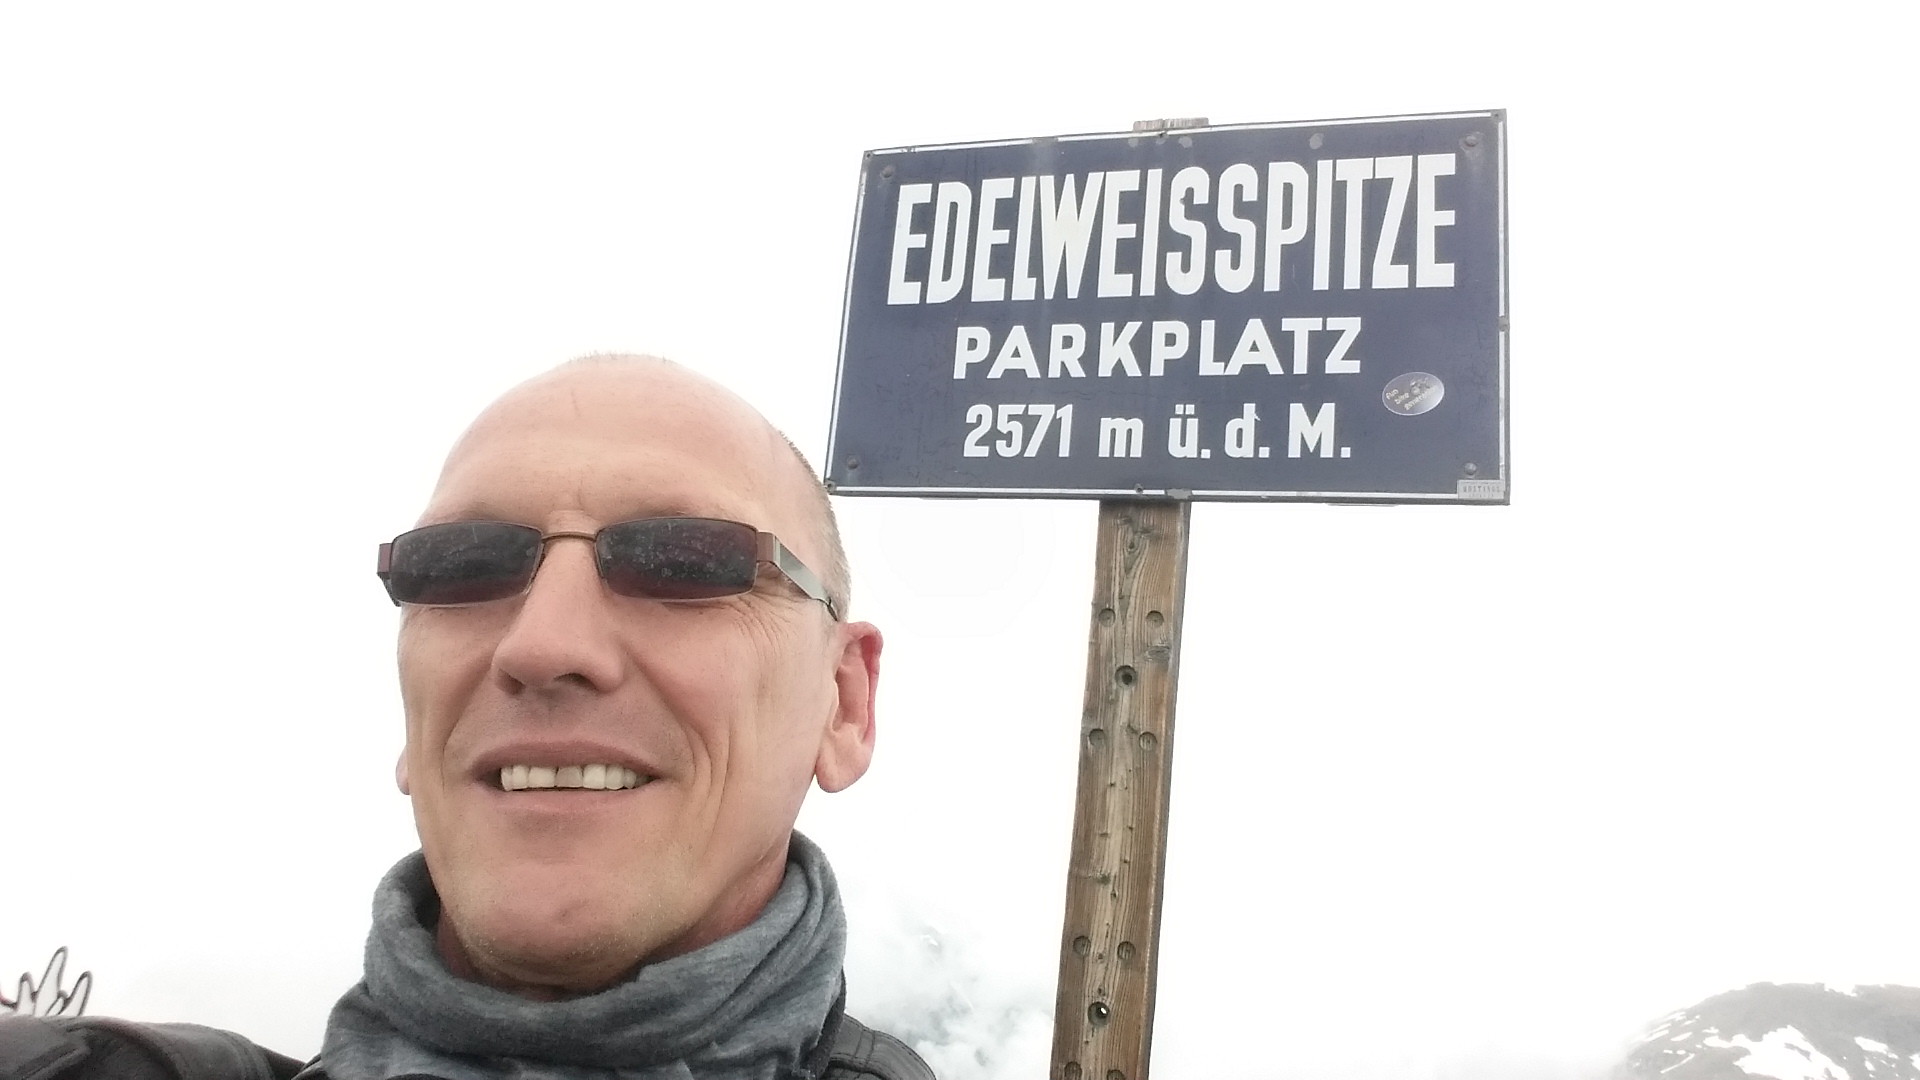 EDELWEISSPITZE
PARKPLATZ
2571 m ü. d. M.